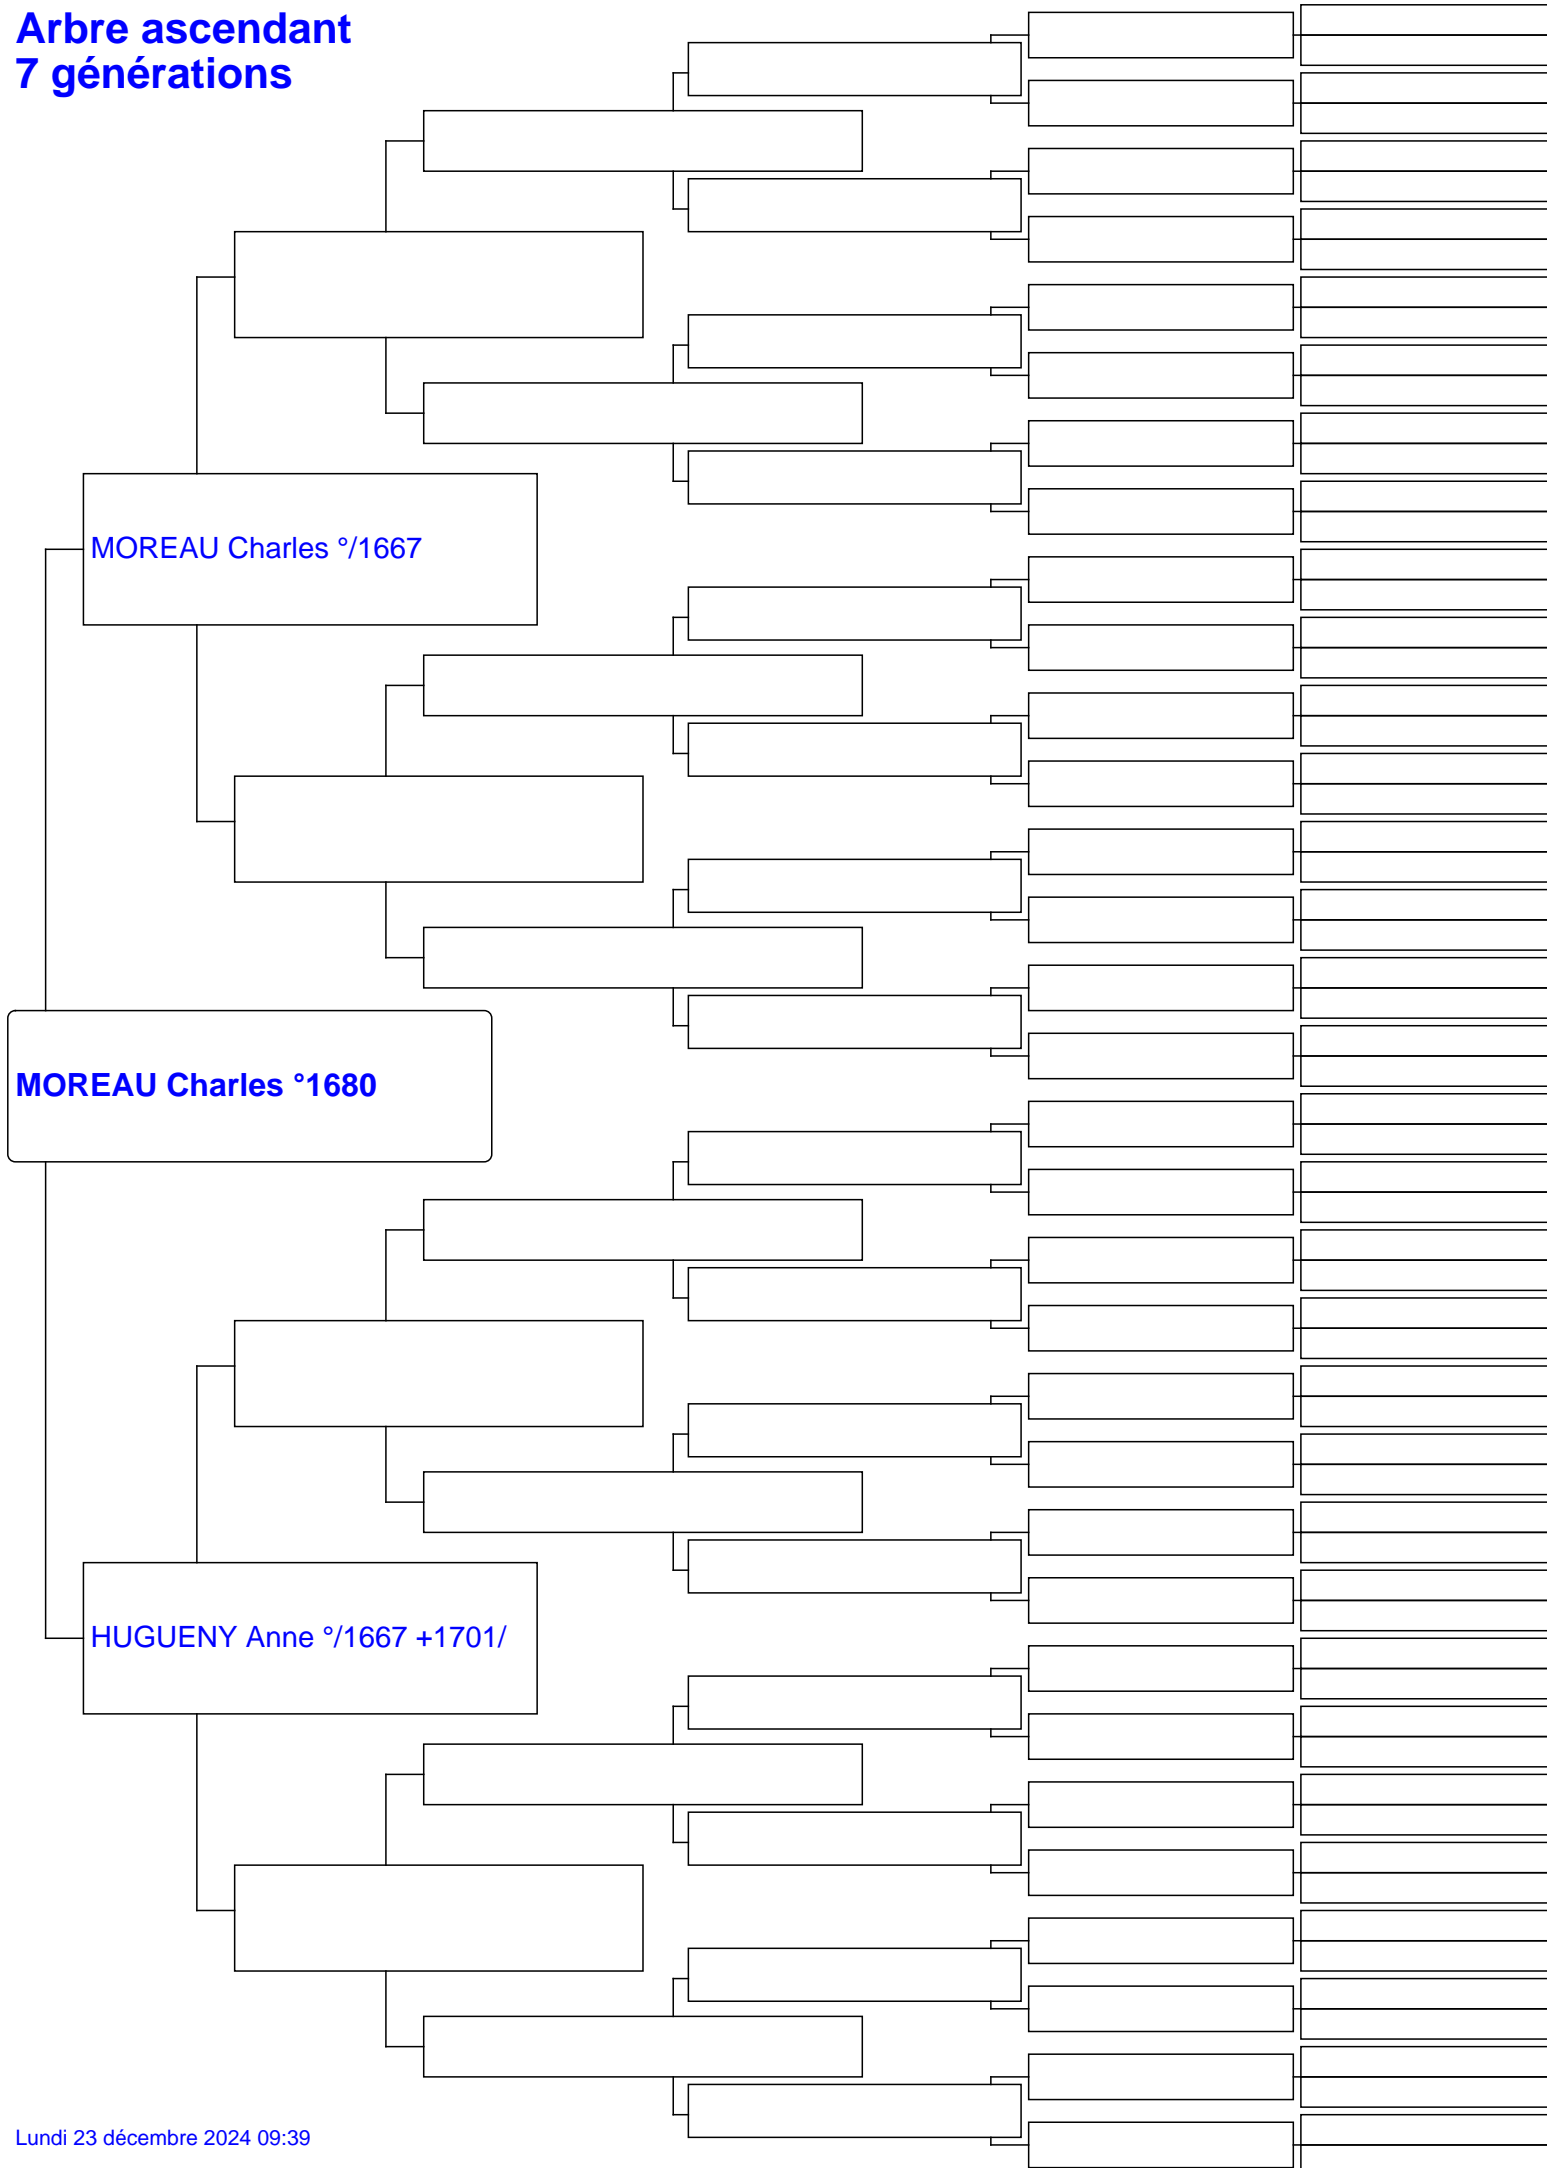 Arbre ascendant
7 générations
MOREAU Charles °/1667
MOREAU Charles °1680
HUGUENY Anne °/1667 +1701/
Lundi 23 décembre 2024 09:39